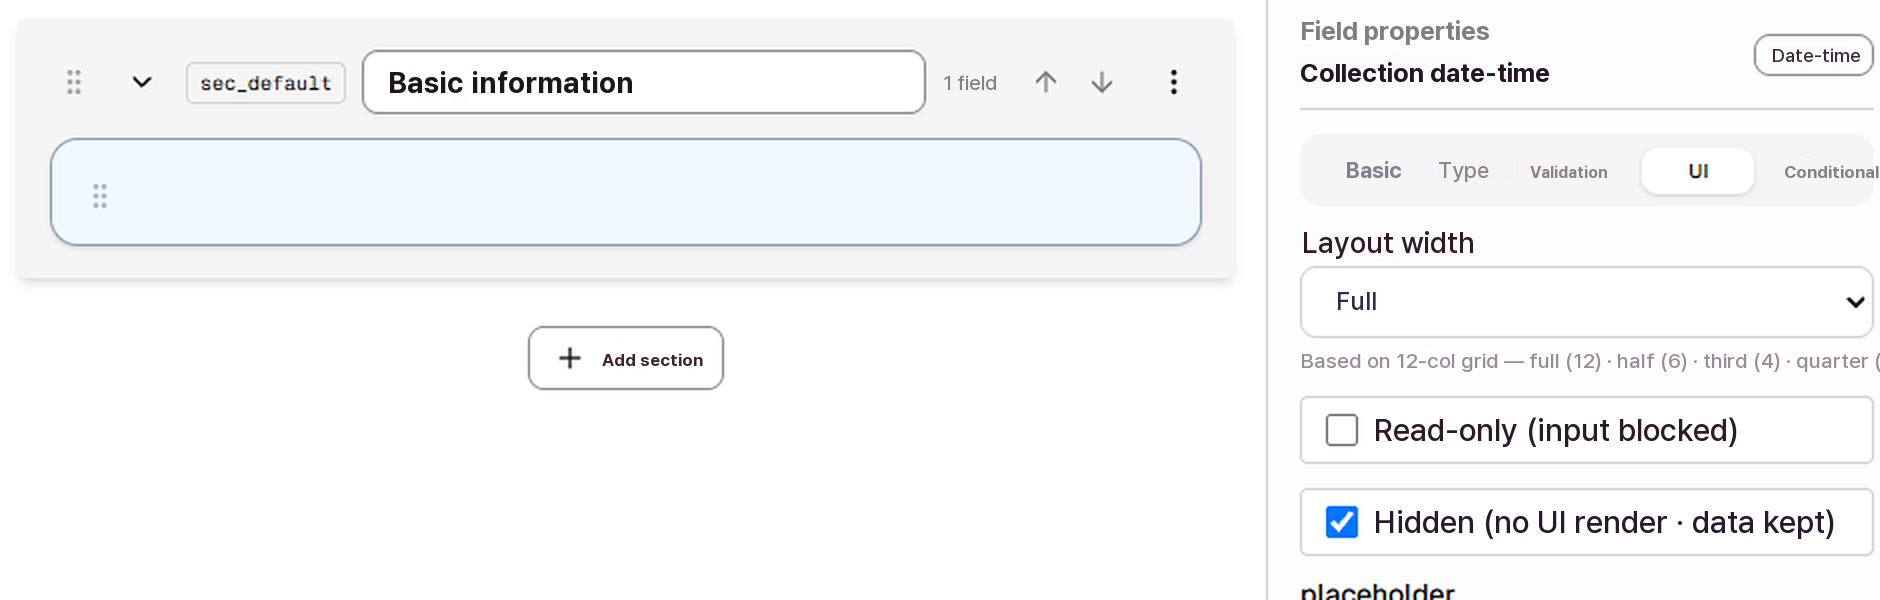 sec_default
Basic information
1 field
Add section
Field properties
Collection date-time
Date-time
Basic Type Validation UI Conditional
Layout width
Full
Based on 12-col grid — full (12) · half (6) · third (4) · quarter (
Read-only (input blocked)
Hidden (no UI render · data kept)
placeholder